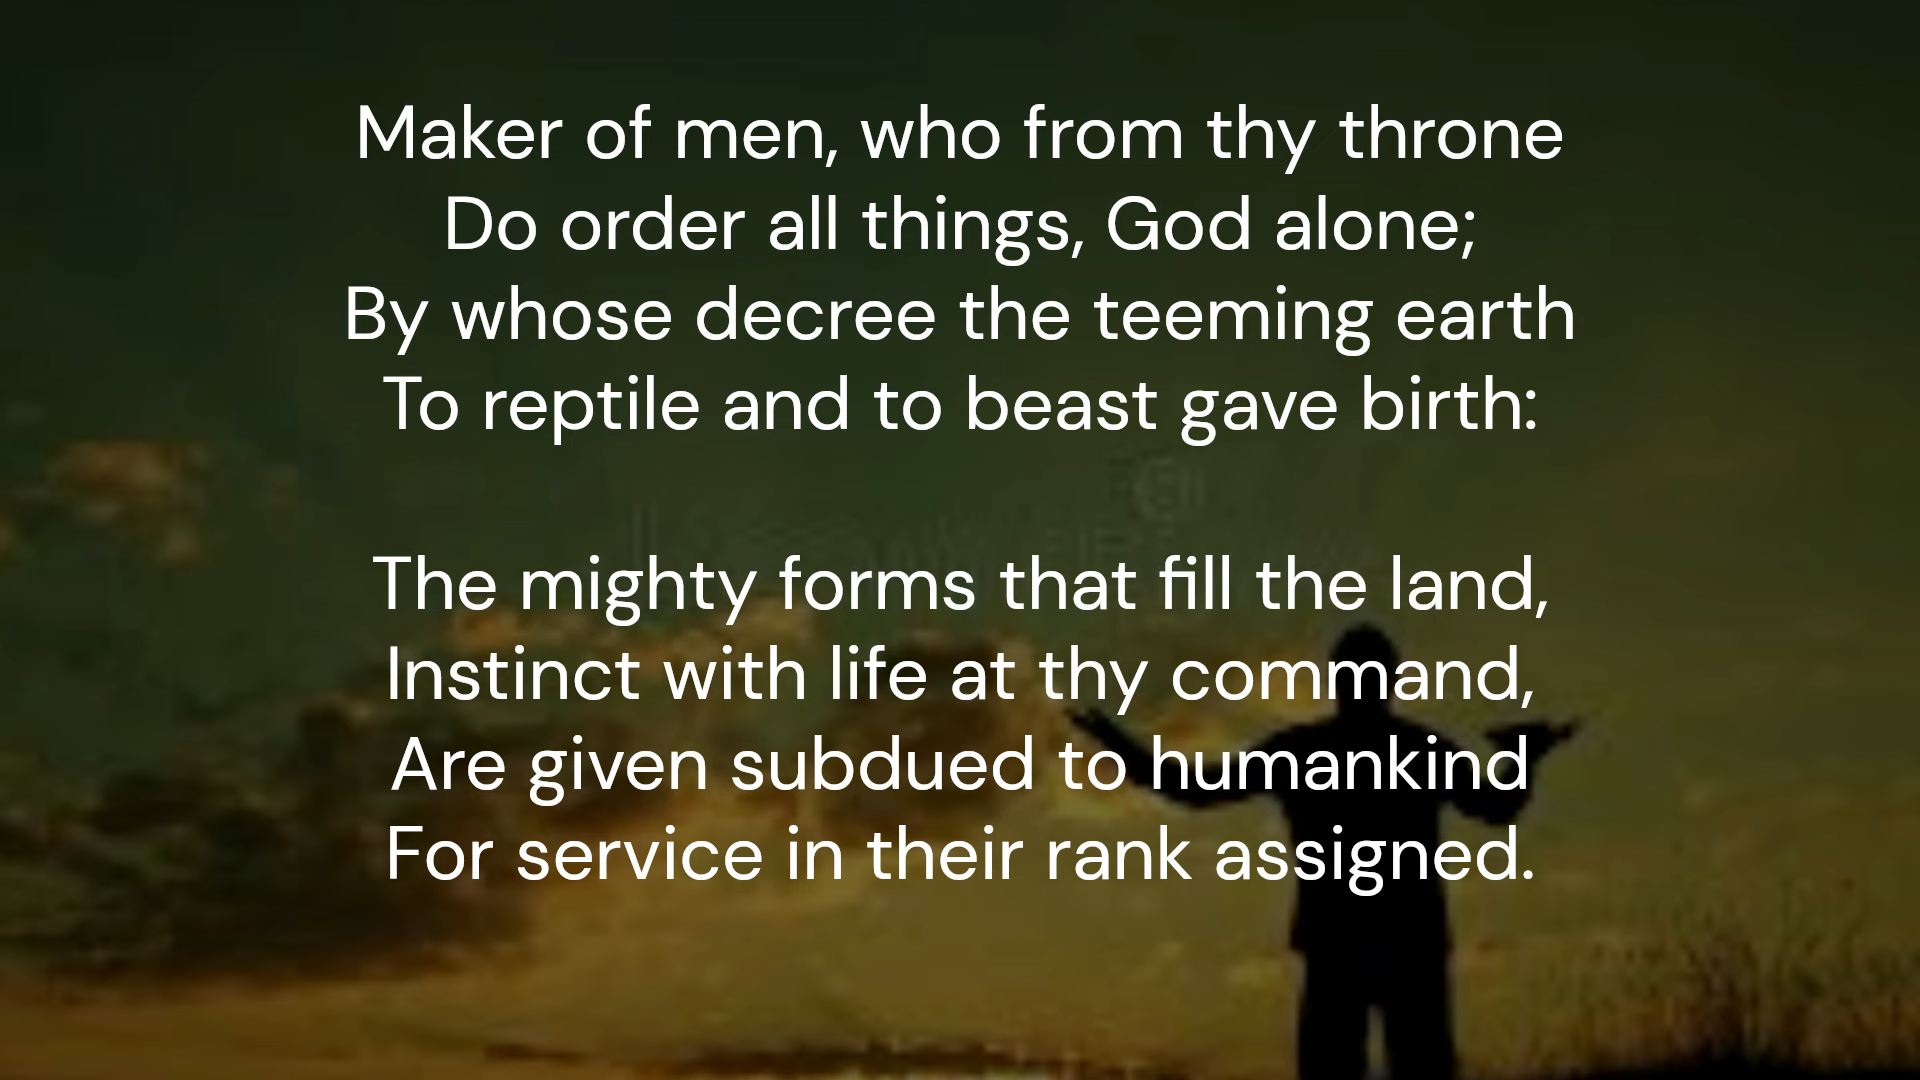 Maker of men, who from thy throne
Do order all things, God alone;
By whose decree the teeming earth
To reptile and to beast gave birth:
The mighty forms that fill the land,
Instinct with life at thy command,
Are given subdued to humankind
For service in their rank assigned.